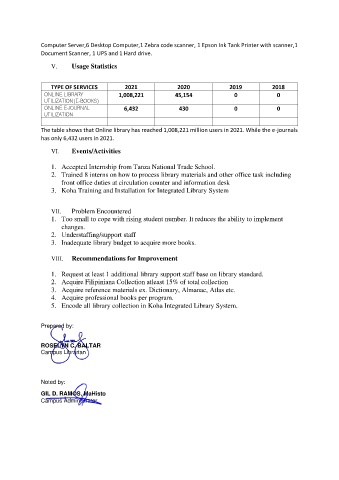 Computer Server,6 Desktop Computer,1 Zebra code scanner, 1 Epson Ink Tank Printer with scanner,1
Document Scanner, 1 UPS and 1 Hard drive.
V. Usage Statistics
TYPE OF SERVICES 2021 2020 2019 2018
ONLINE LIBRARY UTILIZATION(E-BOOKS) 1,008,221 45,154 0 0
ONLINE E-JOURNAL UTILIZATION 6,432 430 0 0
The table shows that Online library has reached 1,008,221 million users in 2021. While the e-journals
has only 6,432 users in 2021.
VI. Events/Activities
1. Accepted Internship from Tanza National Trade School.
2. Trained 8 interns on how to process library materials and other office task including
front office duties at circulation counter and information desk
3. Koha Training and Installation for Integrated Library System
VII. Problem Encountered
1. Too small to cope with rising student number. It reduces the ability to implement
changes.
2. Understaffing/support staff
3. Inadequate library budget to acquire more books.
VIII. Recommendations for Improvement
1. Request at least 1 additional library support staff base on library standard.
2. Acquire Filipiniana Collection atleast 15% of total collection
3. Acquire reference materials ex. Dictionary, Almanac, Atlas etc.
4. Acquire professional books per program.
5. Encode all library collection in Koha Integrated Library System.
Prepared by:
C. BALTAR
Campus Librarian
Noted by:
GIL D. RAMOS, MaHisto
Campus Administrator